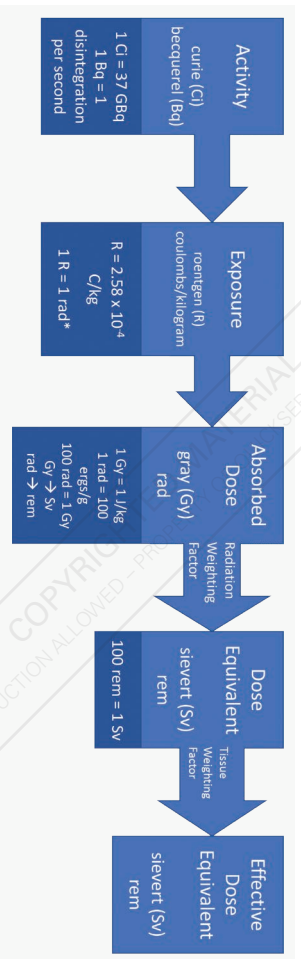 Activity
curie (Ci)
becquerel (Bq)
1 Ci = 37 GBq
1 Bq = 1
disintegration
per second
Exposure
roentgen (R)
coulombs/kilogram
R = 2.58 x 10⁻⁴
C/kg
1 R = 1 rad*
Absorbed
Dose
gray (Gy)
rad
1 Gy = 1 J/kg
1 rad = 100
ergs/g
100 rad = 1 Gy
Gy → Sv
rad → rem
Radiation
Weighting
Factor
Dose
Equivalent
sievert (Sv)
rem
100 rem = 1 Sv
Tissue
Weighting
Factor
Effective
Dose
Equivalent
sievert (Sv)
rem
COPYRIGHTED MATERIAL